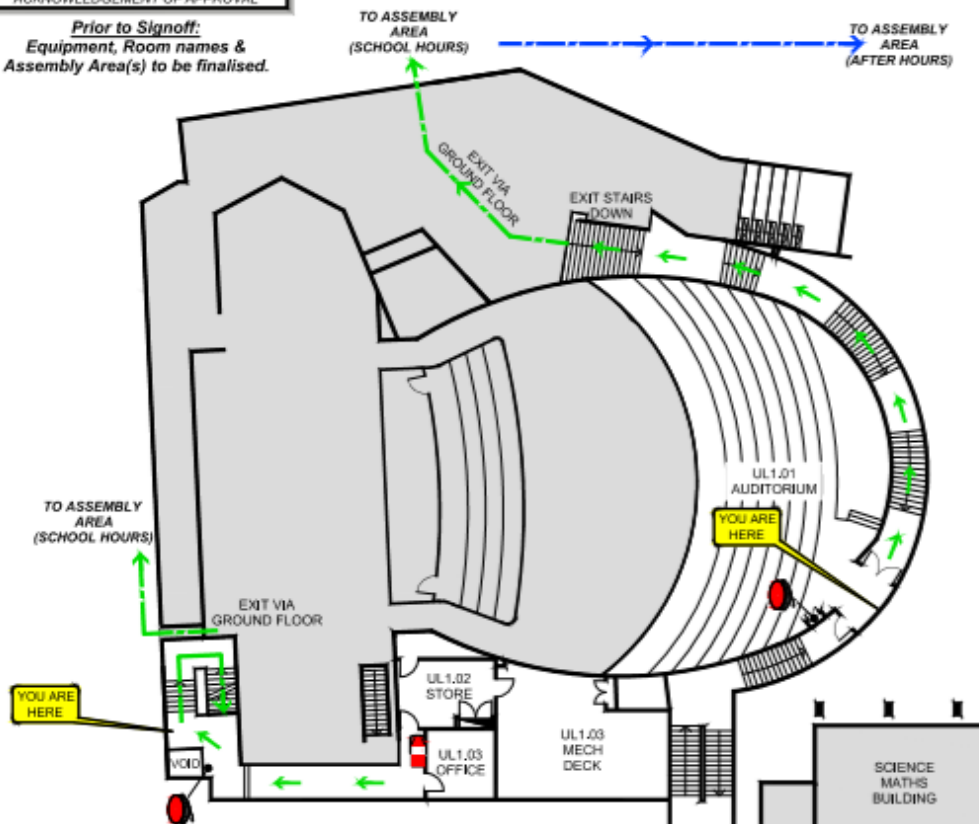 ACKNOWLEDGEMENT OF APPROVAL
Prior to Signoff:
Equipment, Room names &
Assembly Area(s) to be finalised.
TO ASSEMBLY
AREA
(SCHOOL HOURS)
TO ASSEMBLY
AREA
(AFTER HOURS)
EXIT VIA
GROUND FLOOR
EXIT STAIRS
DOWN
UL1.01
AUDITORIUM
YOU ARE
HERE
TO ASSEMBLY
AREA
(SCHOOL HOURS)
EXIT VIA
GROUND FLOOR
YOU ARE
HERE
UL1.02
STORE
UL1.03
OFFICE
UL1.03
MECH
DECK
VOID
SCIENCE
MATHS
BUILDING